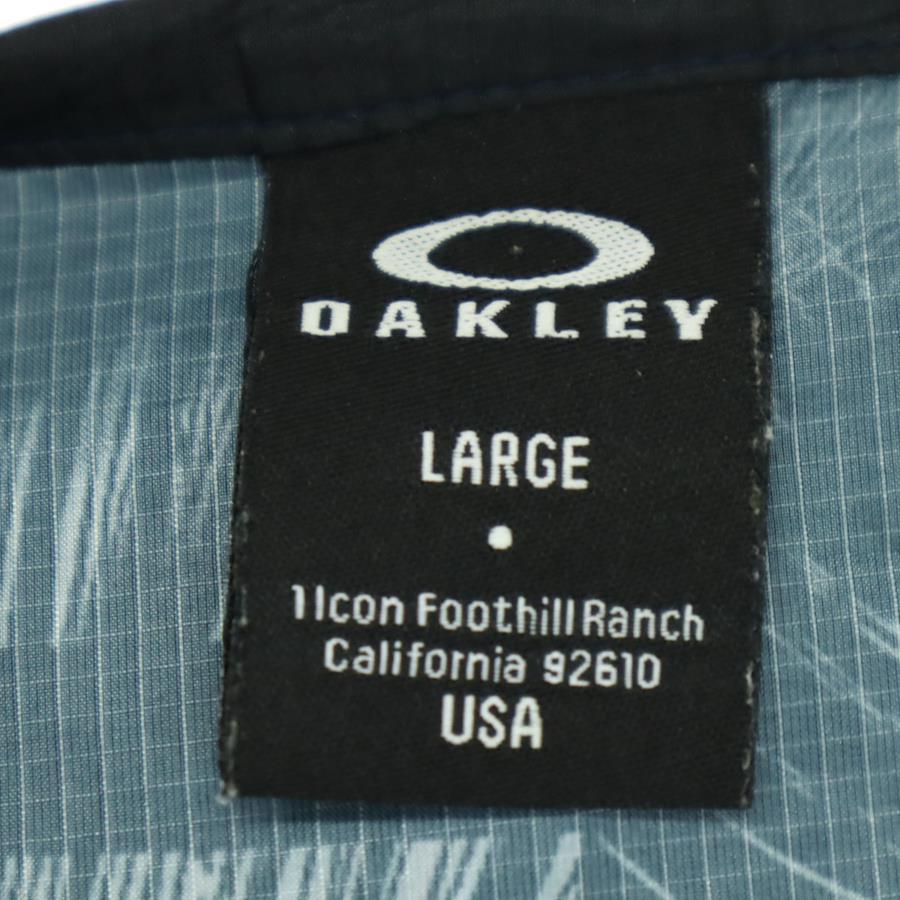 OAKLEY
LARGE
1 Icon Foothill Ranch
California 92610
USA